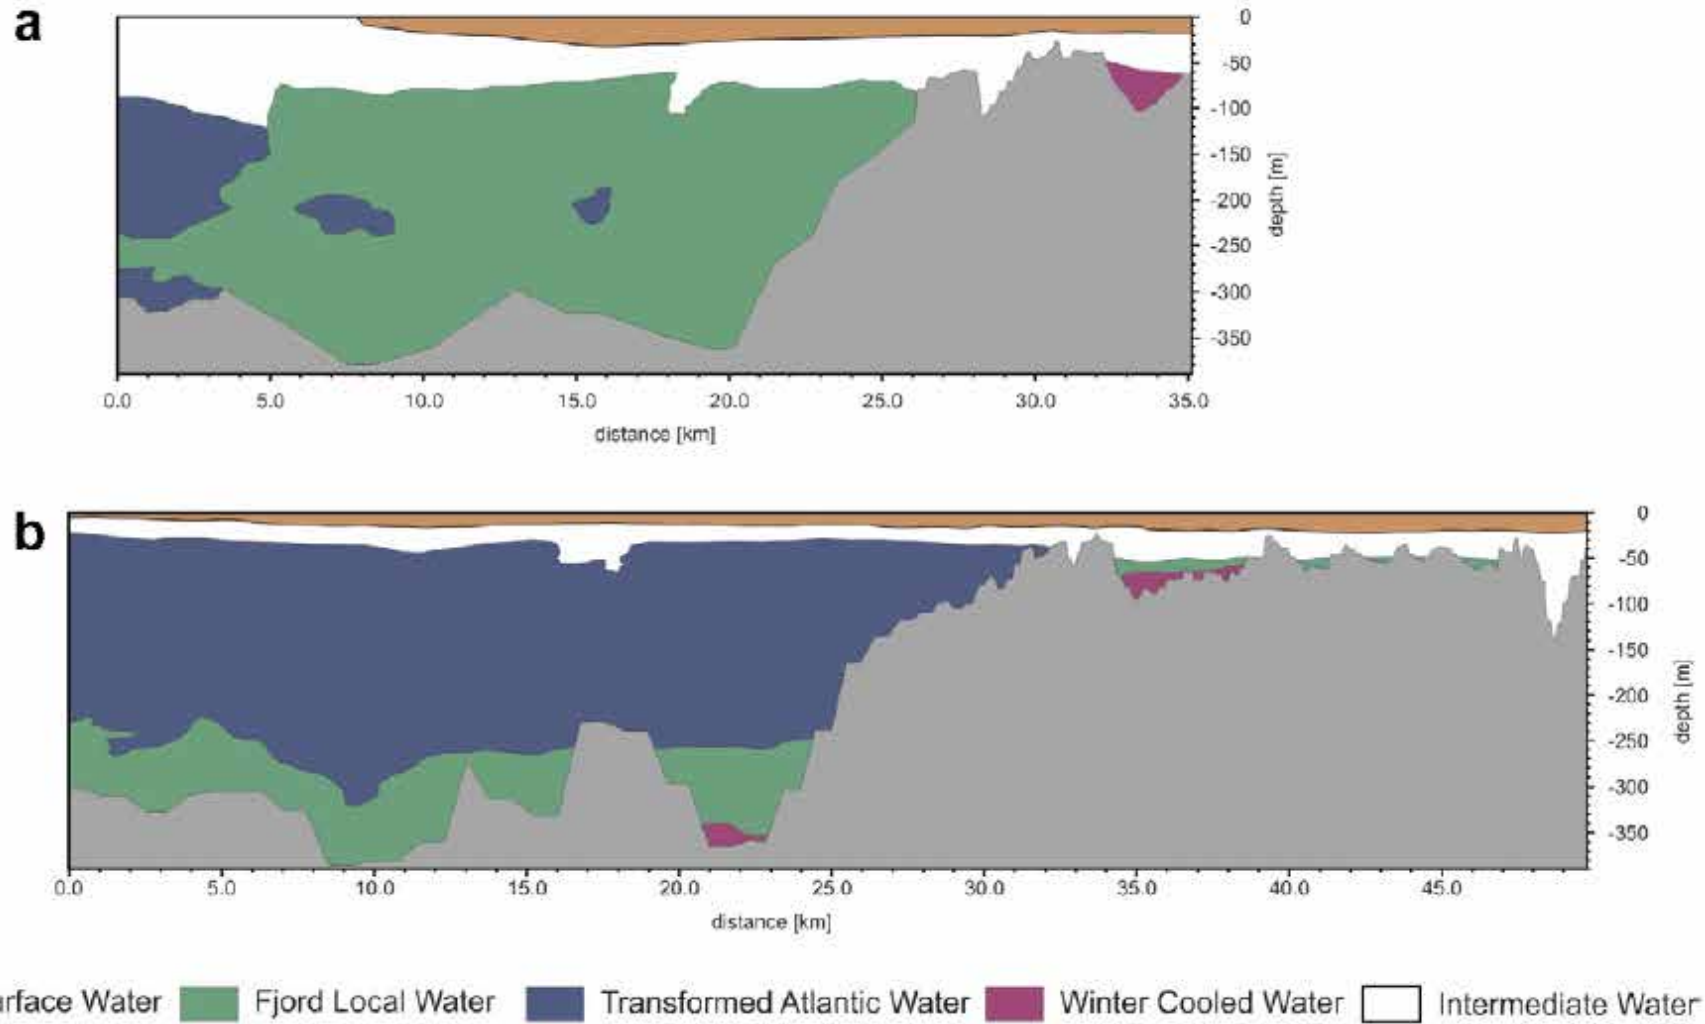 a
0
-50
-100
-150
-200
-250
-300
-350
depth [m]
0.0 5.0 10.0 15.0 20.0 25.0 30.0 35.0
distance [km]
b
0
-50
-100
-150
-200
-250
-300
-350
depth [m]
0.0 5.0 10.0 15.0 20.0 25.0 30.0 35.0 40.0 45.0
distance [km]
rface Water Fjord Local Water Transformed Atlantic Water Winter Cooled Water Intermediate Water